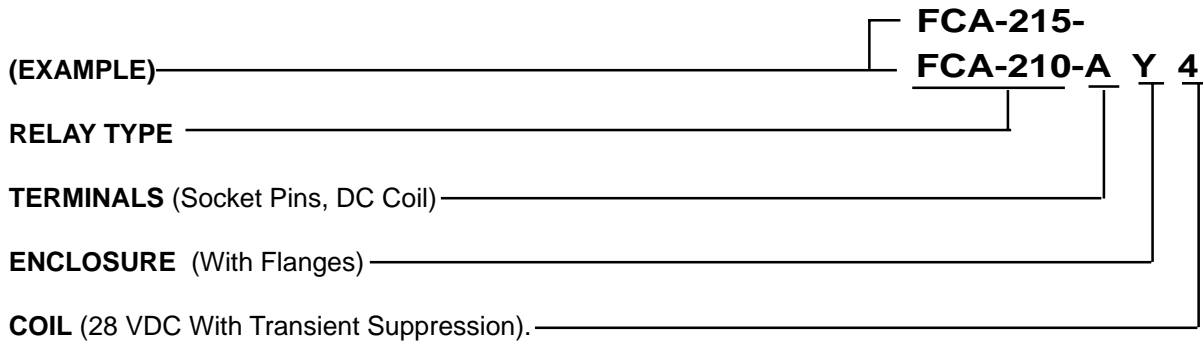 FCA-215-
(EXAMPLE) FCA-210-A Y 4
RELAY TYPE
TERMINALS (Socket Pins, DC Coil)
ENCLOSURE (With Flanges)
COIL (28 VDC With Transient Suppression).